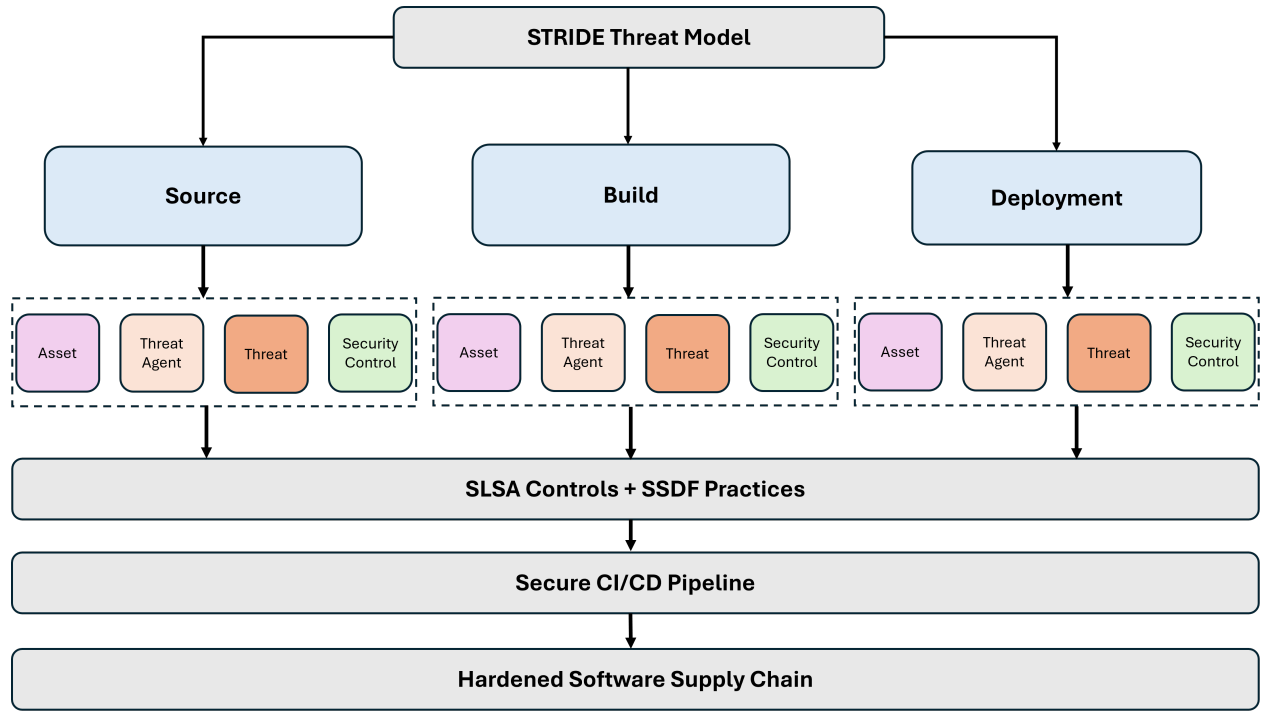 STRIDE Threat Model
Source
Build
Deployment
Asset
Threat
Agent
Threat
Security
Control
Asset
Threat
Agent
Threat
Security
Control
Asset
Threat
Agent
Threat
Security
Control
SLSA Controls + SSDF Practices
Secure CI/CD Pipeline
Hardened Software Supply Chain